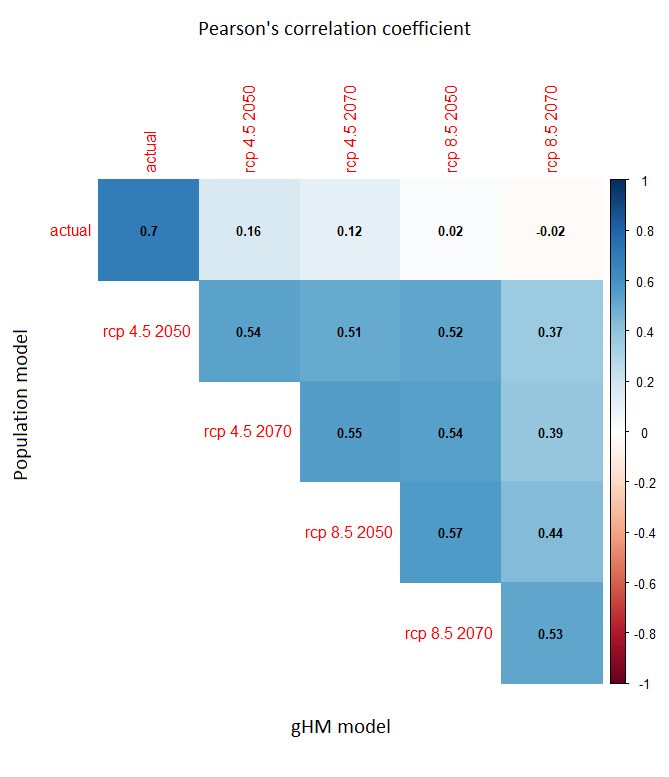 Pearson's correlation coefficient
actual
rcp 4.5 2050
rcp 4.5 2070
rcp 8.5 2050
rcp 8.5 2070
actual 0.7 0.16 0.12 0.02 -0.02
rcp 4.5 2050 0.54 0.51 0.52 0.37
rcp 4.5 2070 0.55 0.54 0.39
rcp 8.5 2050 0.57 0.44
rcp 8.5 2070 0.53
1
0.8
0.6
0.4
0.2
0
-0.2
-0.4
-0.6
-0.8
-1
Population model
gHM model